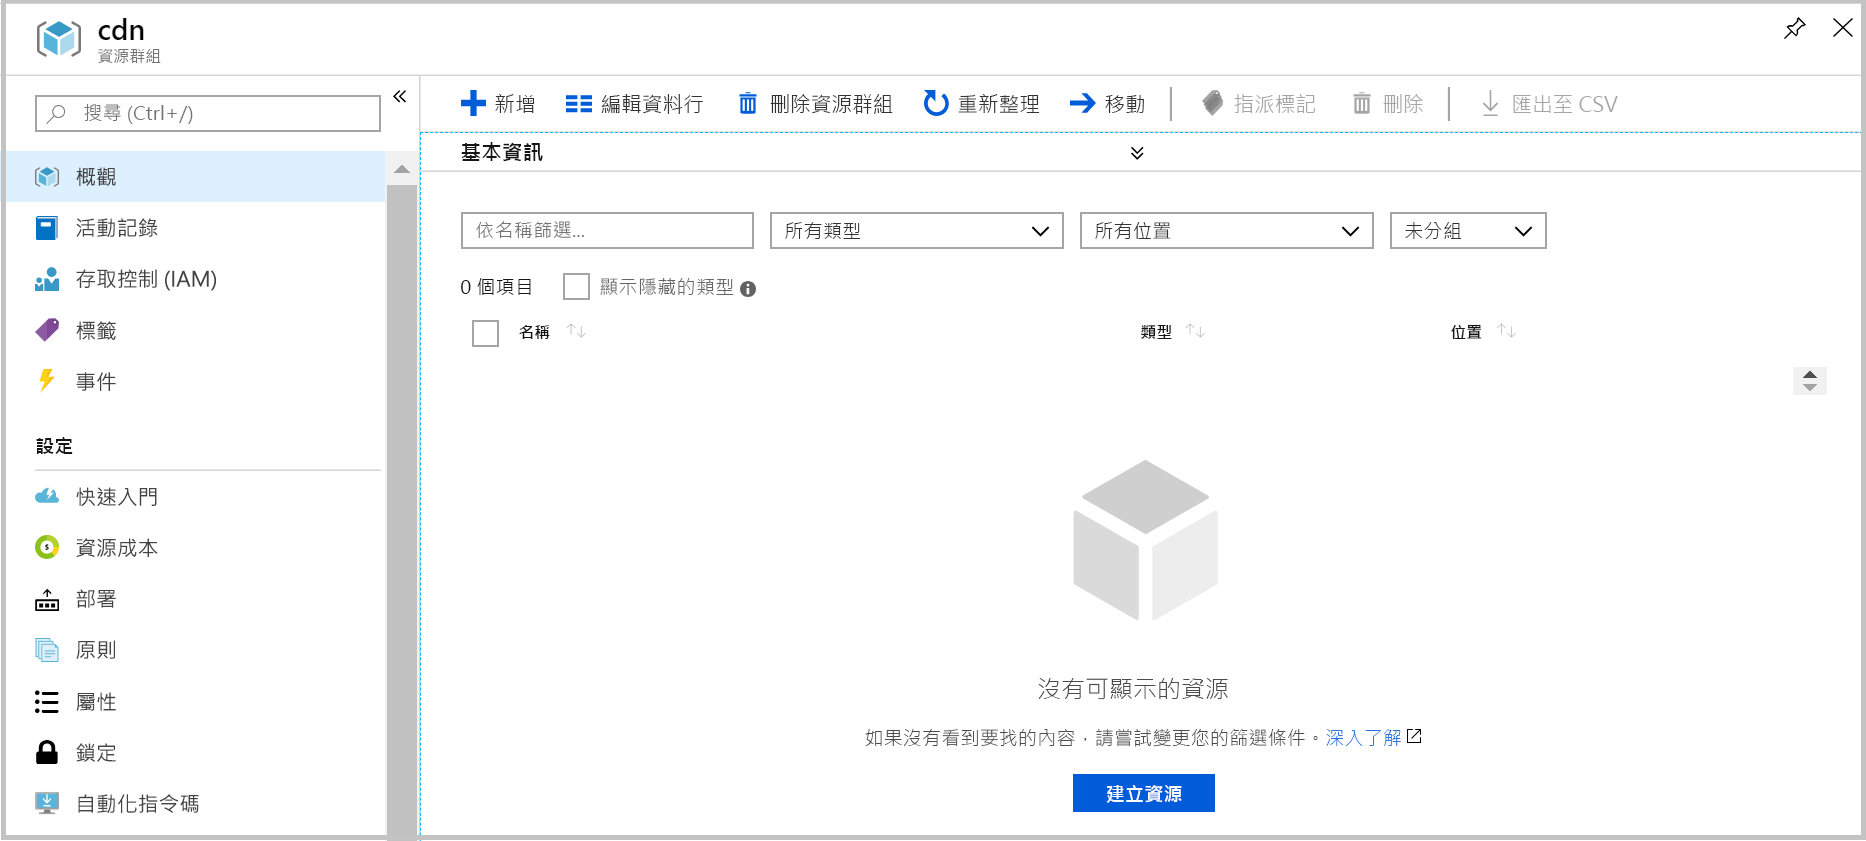 cdn
資源群組
搜尋 (Ctrl+/)
概觀
活動記錄
存取控制 (IAM)
標籤
事件
設定
快速入門
資源成本
部署
原則
屬性
鎖定
自動化指令碼
新增 編輯資料行 刪除資源群組 重新整理 移動 指派標記 刪除 匯出至 CSV
基本資訊
依名稱篩選... 所有類型 所有位置 未分組
0 個項目 顯示隱藏的類型
名稱 類型 位置
沒有可顯示的資源
如果沒有看到要找的內容，請嘗試變更您的篩選條件。深入了解
建立資源